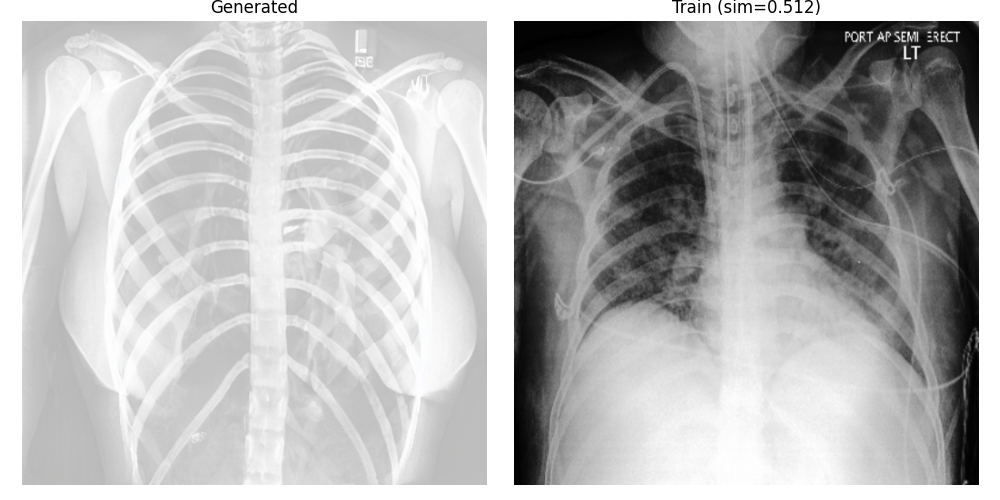 Generated
Train (sim=0.512)
PORT AP SEMI ERECT
LT